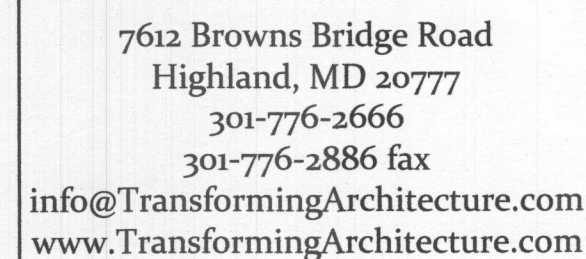 7612 Browns Bridge Road
Highland, MD 20777
301-776-2666
301-776-2886 fax
info@TransformingArchitecture.com
www.TransformingArchitecture.com